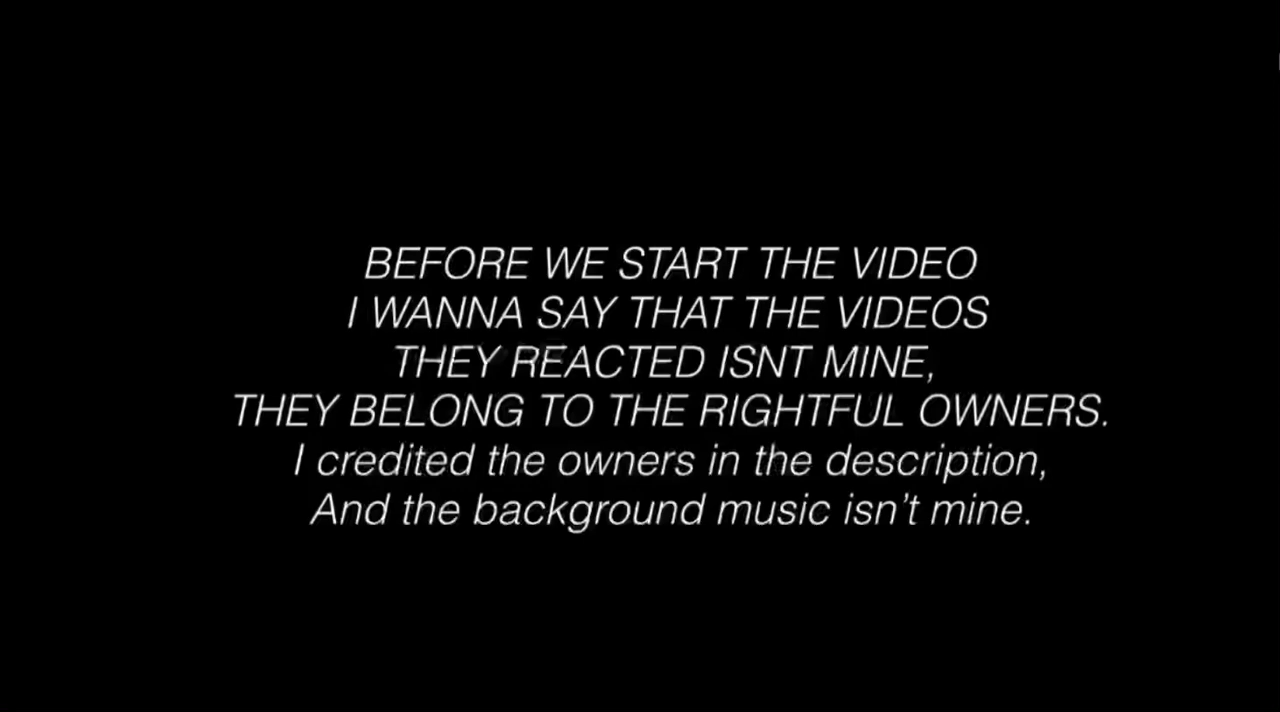 BEFORE WE START THE VIDEO
I WANNA SAY THAT THE VIDEOS
THEY REACTED ISNT MINE,
THEY BELONG TO THE RIGHTFUL OWNERS.
I credited the owners in the description,
And the background music isn't mine.